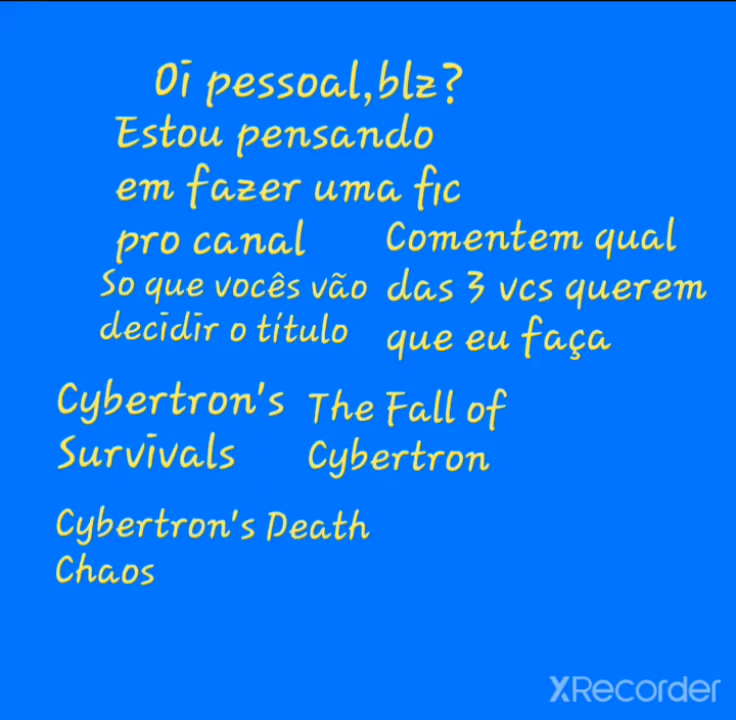 Oi pessoal,blz?
Estou pensando
em fazer uma fic
pro canal
So que vocês vão
decidir o título
Comentem qual
das 3 vcs querem
que eu faça
Cybertron's
Survivals
The Fall of
Cybertron
Cybertron's Death
Chaos
XRecorder